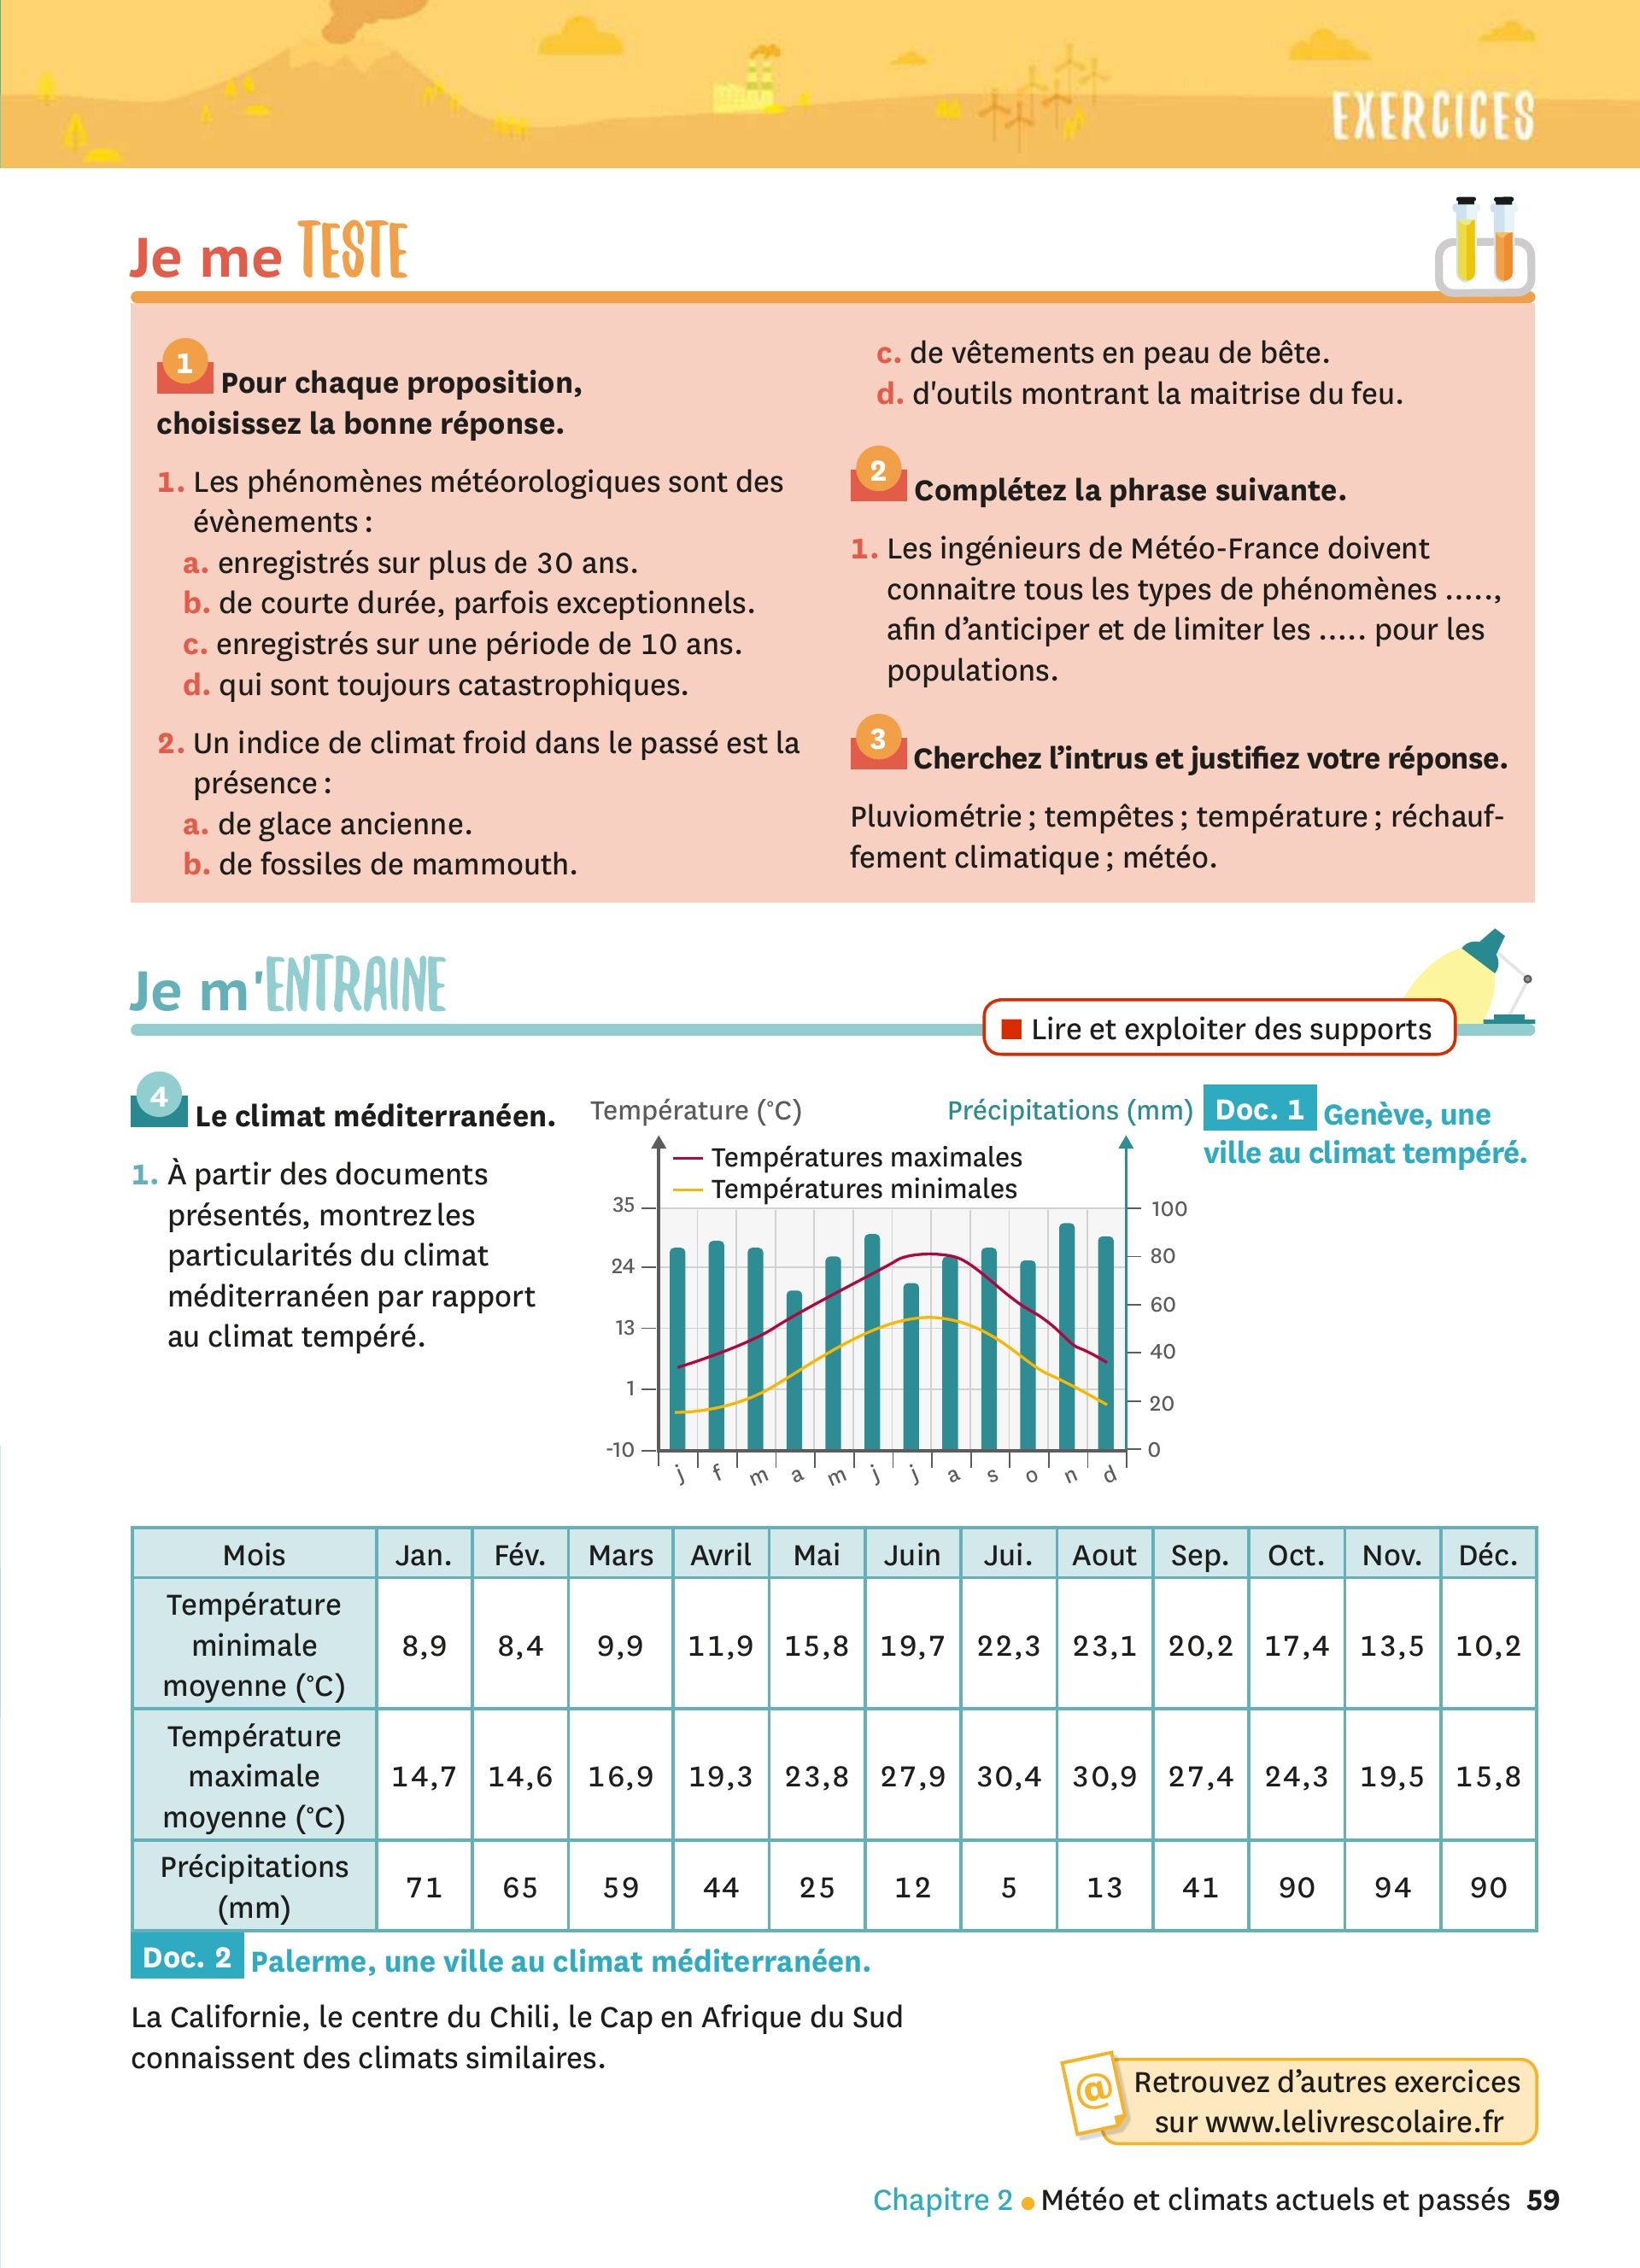 EXERCICES
Je me TESTE
1 Pour chaque proposition,
choisissez la bonne réponse.
1. Les phénomènes météorologiques sont des
évènements :
a. enregistrés sur plus de 30 ans.
b. de courte durée, parfois exceptionnels.
c. enregistrés sur une période de 10 ans.
d. qui sont toujours catastrophiques.
2. Un indice de climat froid dans le passé est la
présence :
a. de glace ancienne.
b. de fossiles de mammouth.
c. de vêtements en peau de bête.
d. d'outils montrant la maitrise du feu.
2 Complétez la phrase suivante.
1. Les ingénieurs de Météo-France doivent
connaitre tous les types de phénomènes .....,
afin d’anticiper et de limiter les ..... pour les
populations.
3 Cherchez l’intrus et justifiez votre réponse.
Pluviométrie ; tempêtes ; température ; réchauf-
fement climatique ; météo.
Je m'ENTRAINE
Lire et exploiter des supports
4 Le climat méditerranéen.
1. À partir des documents
présentés, montrez les
particularités du climat
méditerranéen par rapport
au climat tempéré.
Température (°C) Précipitations (mm)
Températures maximales
Températures minimales
35
24
13
1
-10
100
80
60
40
20
0
j f m a m j j a s o n d
Doc. 1 Genève, une
ville au climat tempéré.
Mois Jan. Fév. Mars Avril Mai Juin Jui. Aout Sep. Oct. Nov. Déc.
Température
minimale
moyenne (°C)
8,9 8,4 9,9 11,9 15,8 19,7 22,3 23,1 20,2 17,4 13,5 10,2
Température
maximale
moyenne (°C)
14,7 14,6 16,9 19,3 23,8 27,9 30,4 30,9 27,4 24,3 19,5 15,8
Précipitations
(mm)
71 65 59 44 25 12 5 13 41 90 94 90
Doc. 2 Palerme, une ville au climat méditerranéen.
La Californie, le centre du Chili, le Cap en Afrique du Sud
connaissent des climats similaires.
@
Retrouvez d’autres exercices
sur www.lelivrescolaire.fr
Chapitre 2 • Météo et climats actuels et passés 59